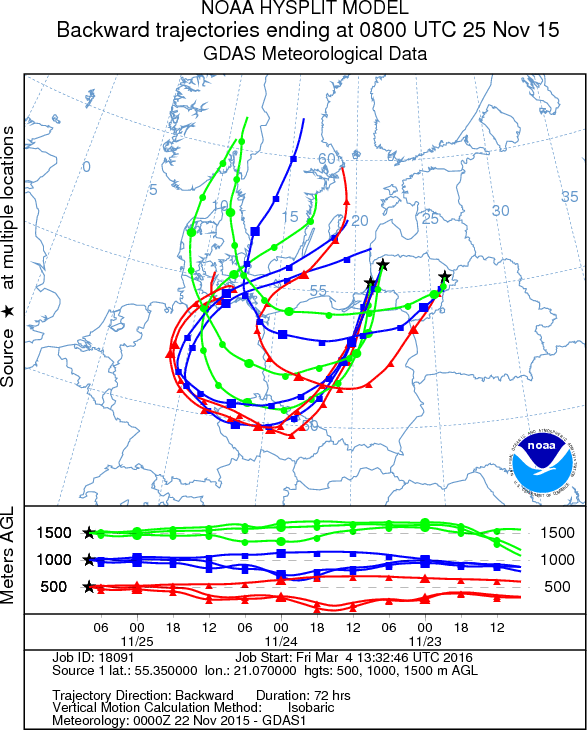 NOAA HYSPLIT MODEL
Backward trajectories ending at 0800 UTC 25 Nov 15
GDAS Meteorological Data
Source ★ at multiple locations
60
0
5
10
15
20
25
30
35
55
noaa
Meters AGL
1500 1500
1000 1000
500 500
06 00 18 12 06 00 18 12 06 00 18 12
11/25 11/24 11/23
Job ID: 18091 Job Start: Fri Mar 4 13:32:46 UTC 2016
Source 1 lat.: 55.350000 lon.: 21.070000 hgts: 500, 1000, 1500 m AGL
Trajectory Direction: Backward Duration: 72 hrs
Vertical Motion Calculation Method: Isobaric
Meteorology: 0000Z 22 Nov 2015 - GDAS1